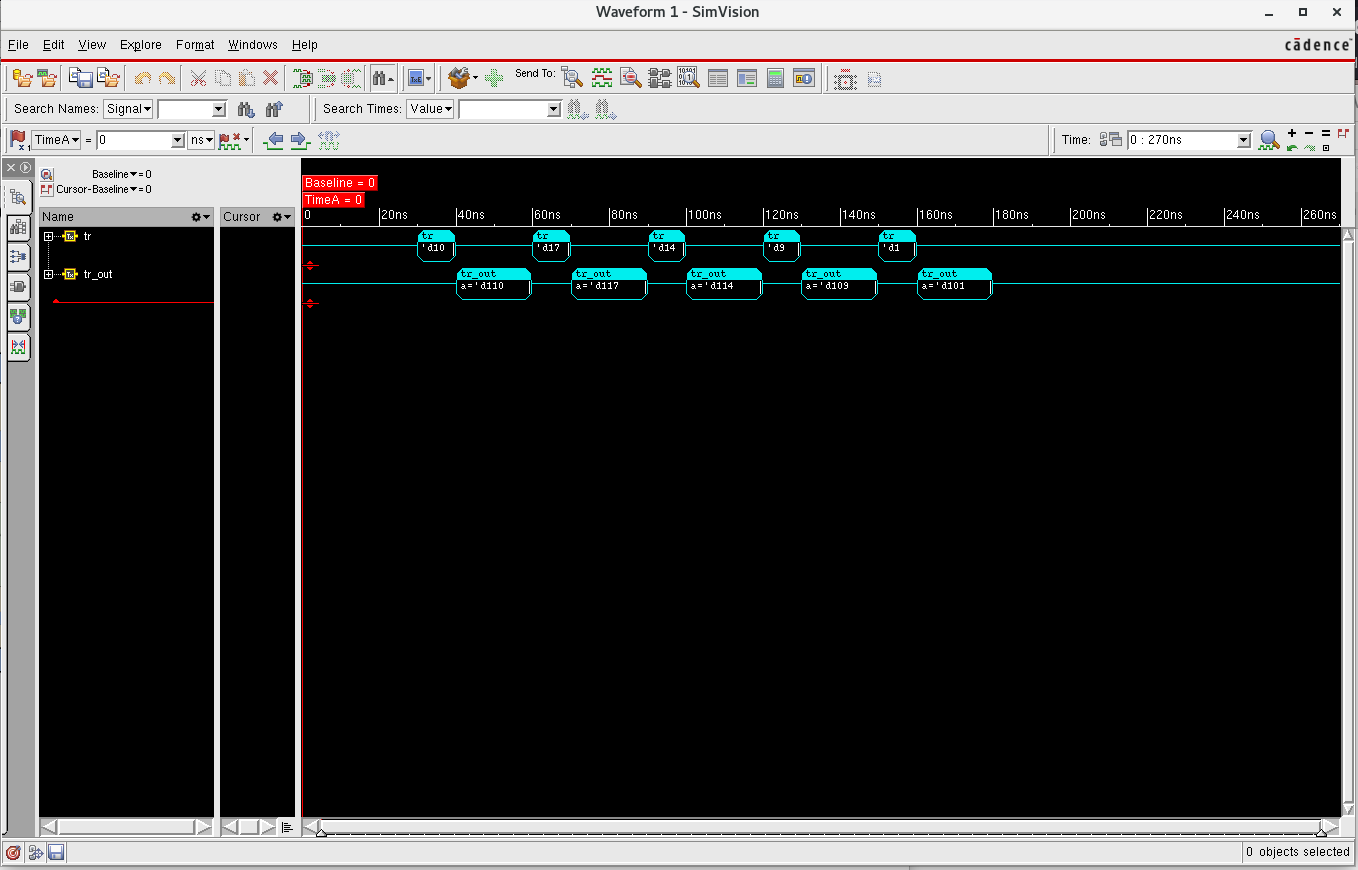 Waveform 1 - SimVision
File Edit View Explore Format Windows Help
cādence
Send To:
Search Names: Signal Search Times: Value
TimeA = 0 ns Time: 0 : 270ns
Baseline = 0
Cursor-Baseline = 0
Baseline = 0
TimeA = 0
Name Cursor 0 20ns 40ns 60ns 80ns 100ns 120ns 140ns 160ns 180ns 200ns 220ns 240ns 260ns
tr
tr tr tr tr tr
'd10 'd17 'd14 'd9 'd1
tr_out
tr_out tr_out tr_out tr_out tr_out
a='d110 a='d117 a='d114 a='d109 a='d101
0 objects selected